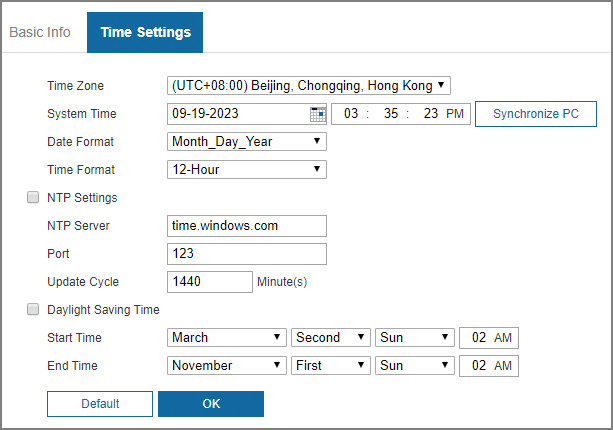 Basic Info Time Settings
Time Zone (UTC+08:00) Beijing, Chongqing, Hong Kong
System Time 09-19-2023 03 : 35 : 23 PM Synchronize PC
Date Format Month_Day_Year
Time Format 12-Hour
NTP Settings
NTP Server time.windows.com
Port 123
Update Cycle 1440 Minute(s)
Daylight Saving Time
Start Time March Second Sun 02 AM
End Time November First Sun 02 AM
Default OK